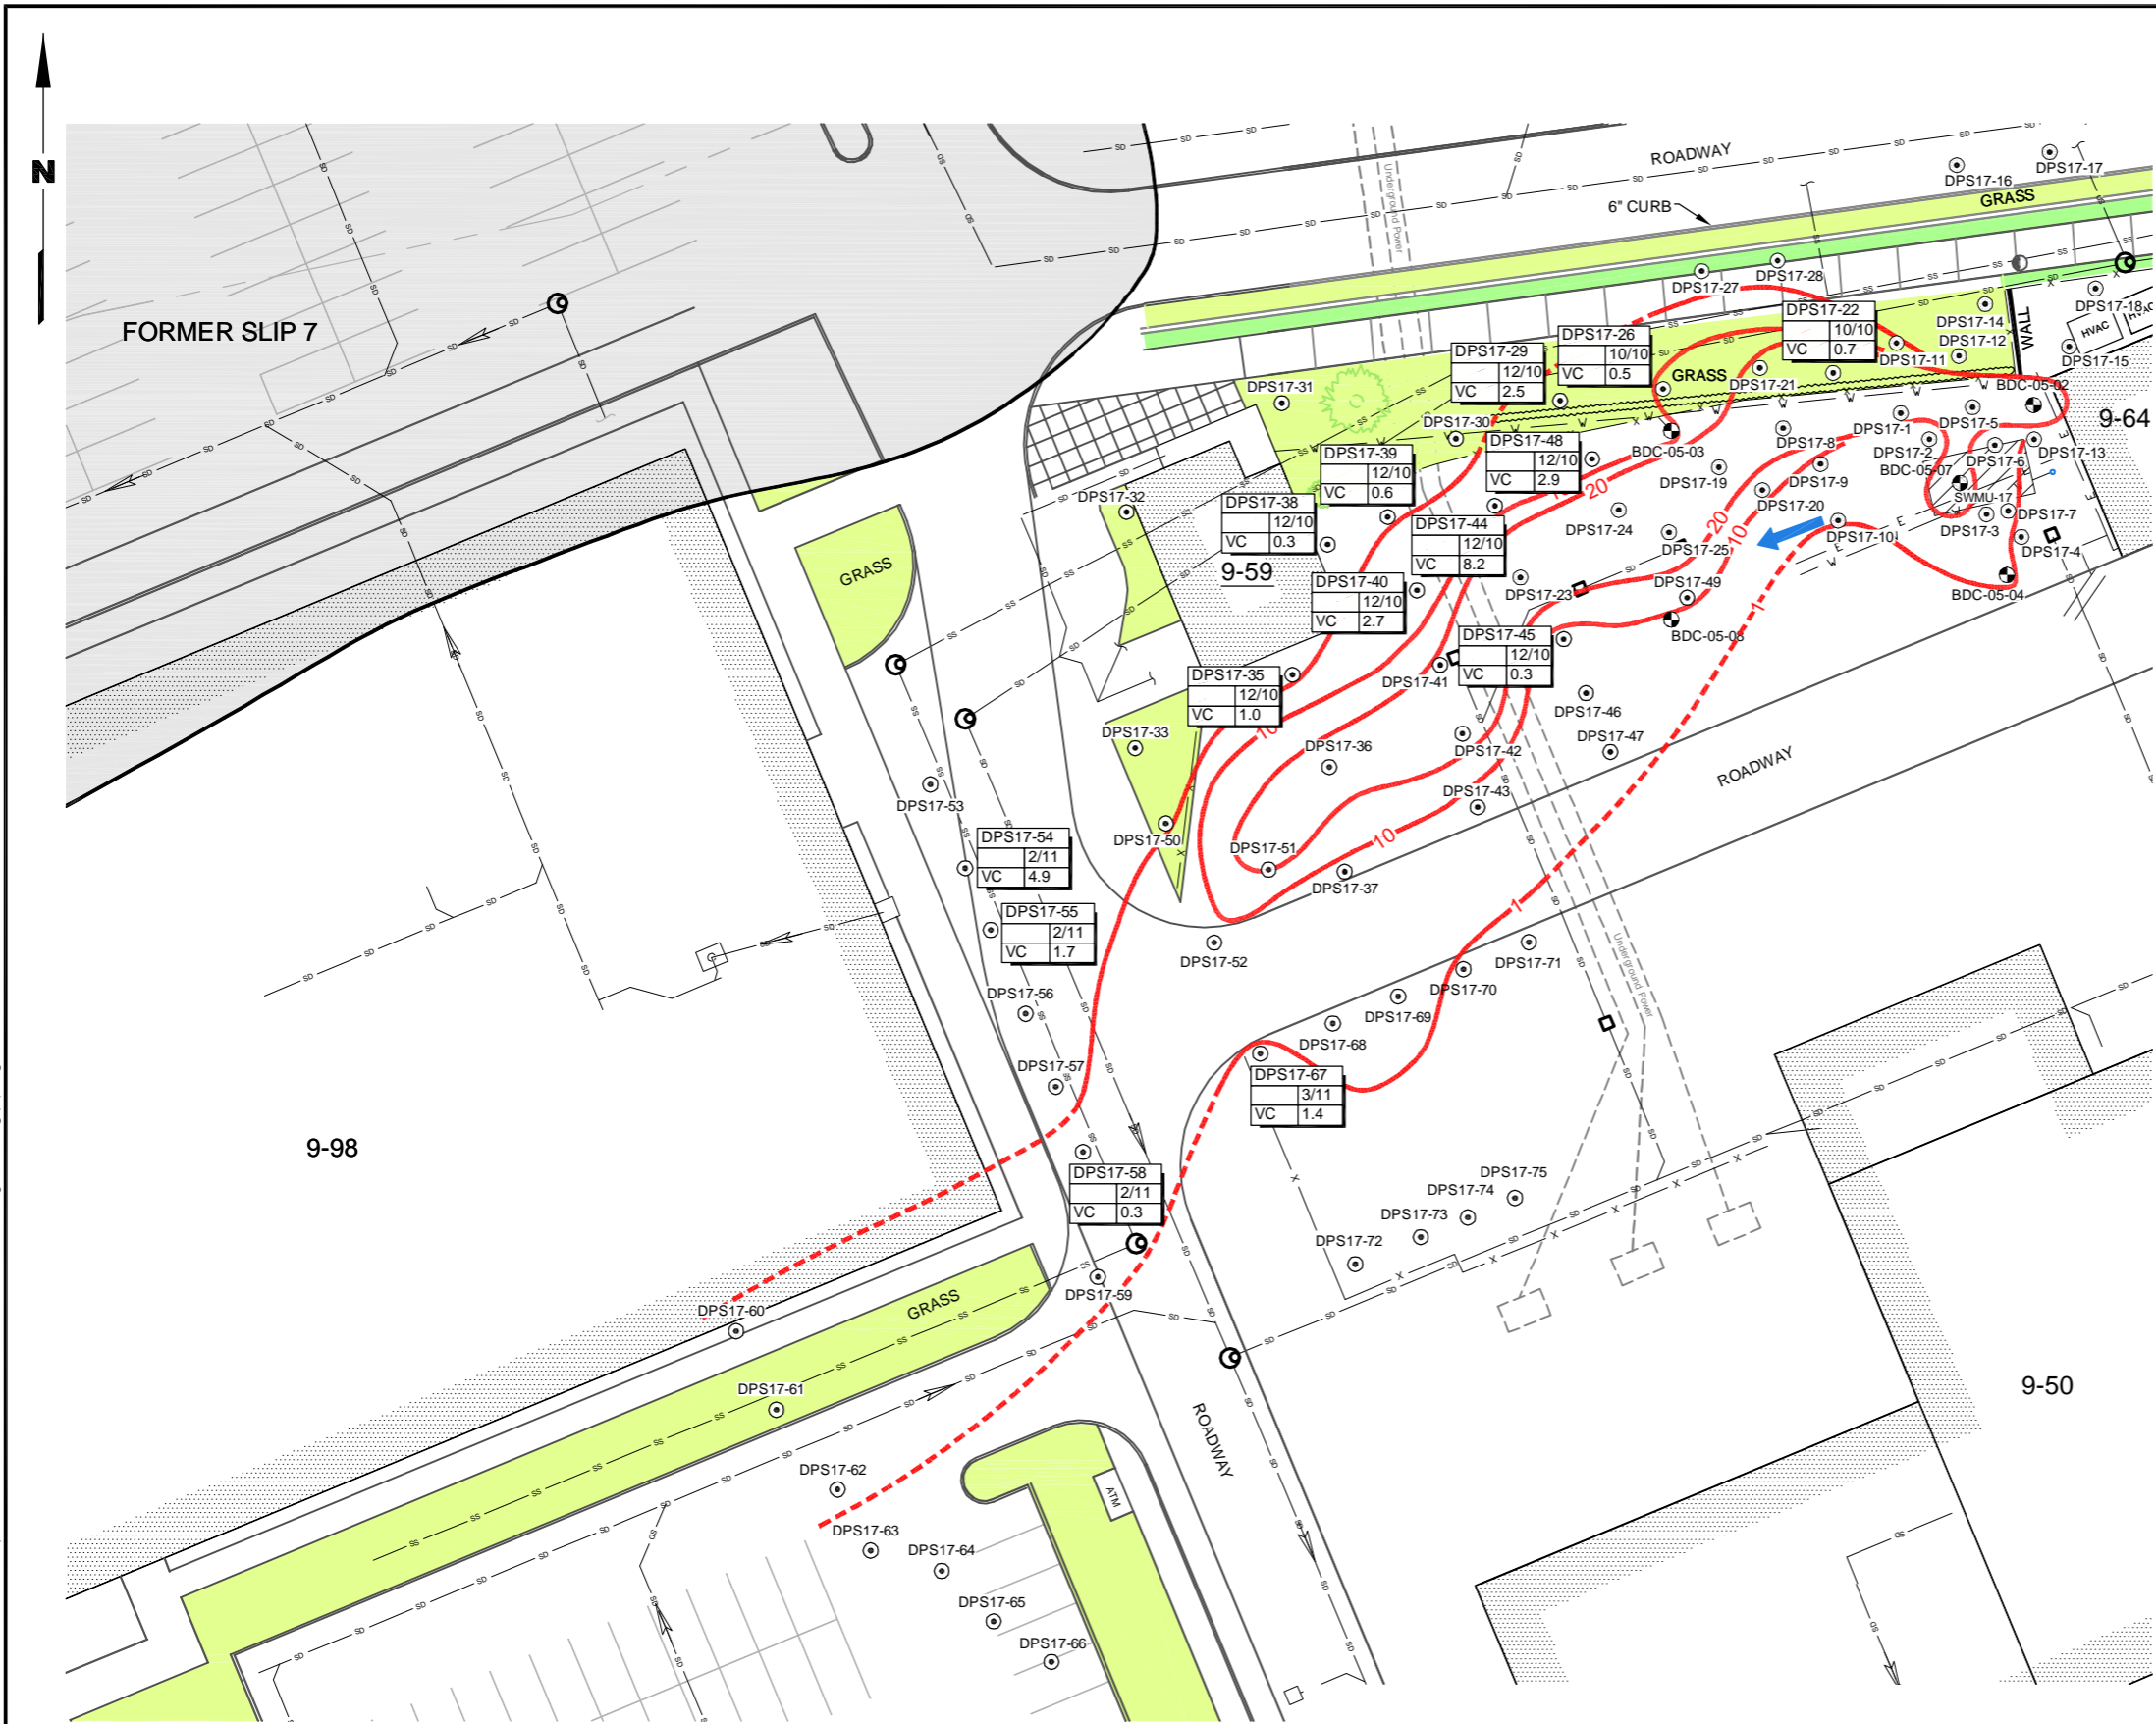 N
FORMER SLIP 7
ROADWAY
Underground Power
6" CURB
GRASS
DPS17-16
DPS17-17
DPS17-27
DPS17-28
DPS17-22
10/10
VC 0.7
DPS17-14
DPS17-12
DPS17-11
WALL
DPS17-18
HVAC
DPS17-15
DPS17-26
10/10
VC 0.5
DPS17-29
12/10
VC 2.5
GRASS
DPS17-21
BDC-05-02
9-64
DPS17-31
DPS17-30
DPS17-48
12/10
VC 2.9
DPS17-39
12/10
VC 0.6
BDC-05-03
DPS17-8
DPS17-1
DPS17-5
DPS17-2
BDC-05-07
DPS17-6
DPS17-13
DPS17-19
DPS17-9
SWMU-17
20
DPS17-32
DPS17-38
12/10
VC 0.3
DPS17-44
12/10
VC 8.2
DPS17-24
DPS17-20
20
10
DPS17-3
DPS17-7
DPS17-4
DPS17-25
DPS17-10
GRASS
9-59
DPS17-40
12/10
VC 2.7
DPS17-23
DPS17-49
BDC-05-04
1
BDC-05-08
DPS17-45
12/10
VC 0.3
DPS17-41
DPS17-35
12/10
VC 1.0
DPS17-46
DPS17-33
10
DPS17-36
DPS17-42
DPS17-47
ROADWAY
DPS17-53
DPS17-43
DPS17-54
2/11
VC 4.9
DPS17-50
DPS17-51
10
DPS17-37
DPS17-55
2/11
VC 1.7
1
DPS17-52
DPS17-71
DPS17-70
Underground Power
DPS17-56
DPS17-69
DPS17-68
DPS17-57
DPS17-67
3/11
VC 1.4
9-98
DPS17-58
2/11
VC 0.3
DPS17-75
DPS17-74
DPS17-73
DPS17-72
DPS17-59
DPS17-60
GRASS
DPS17-61
9-50
ROADWAY
DPS17-62
ATM
DPS17-63
DPS17-64
DPS17-65
DPS17-66